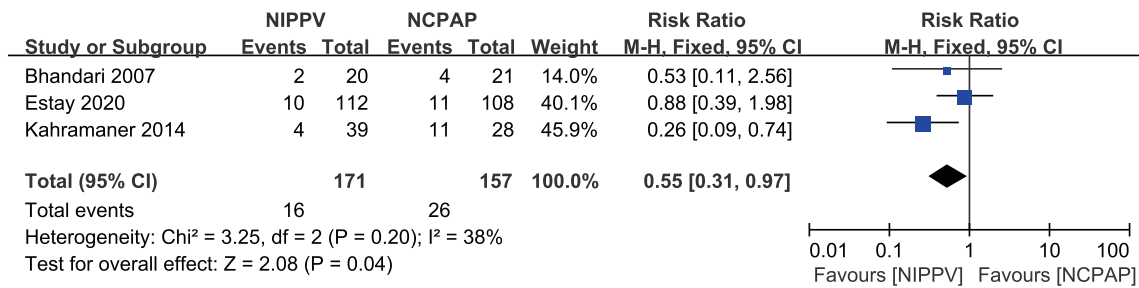 NIPPV NCPAP Risk Ratio Risk Ratio
Study or Subgroup Events Total Events Total Weight M-H, Fixed, 95% CI M-H, Fixed, 95% CI
Bhandari 2007 2 20 4 21 14.0% 0.53 [0.11, 2.56]
Estay 2020 10 112 11 108 40.1% 0.88 [0.39, 1.98]
Kahramaner 2014 4 39 11 28 45.9% 0.26 [0.09, 0.74]
Total (95% CI) 171 157 100.0% 0.55 [0.31, 0.97]
Total events 16 26
Heterogeneity: Chi² = 3.25, df = 2 (P = 0.20); I² = 38%
Test for overall effect: Z = 2.08 (P = 0.04)
0.01 0.1 1 10 100
Favours [NIPPV] Favours [NCPAP]